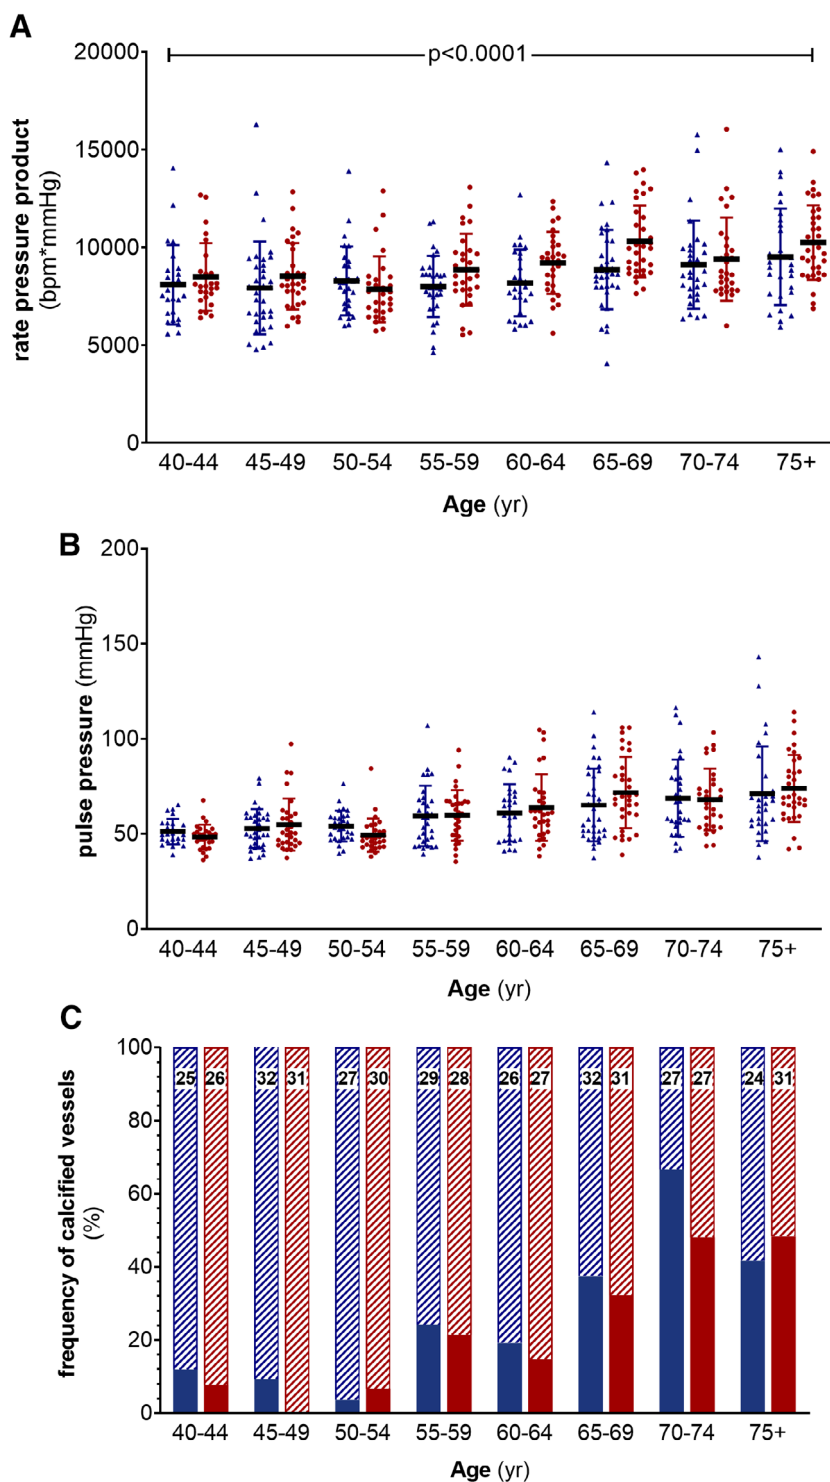 A
20000
p<0.0001
15000
10000
5000
0
rate pressure product
(bpm*mmHg)
40-44 45-49 50-54 55-59 60-64 65-69 70-74 75+
Age (yr)
B
200
150
100
50
0
pulse pressure (mmHg)
40-44 45-49 50-54 55-59 60-64 65-69 70-74 75+
Age (yr)
C
100
80
60
40
20
0
frequency of calcified vessels
(%)
25 26 32 31 27 30 29 28 26 27 32 31 27 27 24 31
40-44 45-49 50-54 55-59 60-64 65-69 70-74 75+
Age (yr)